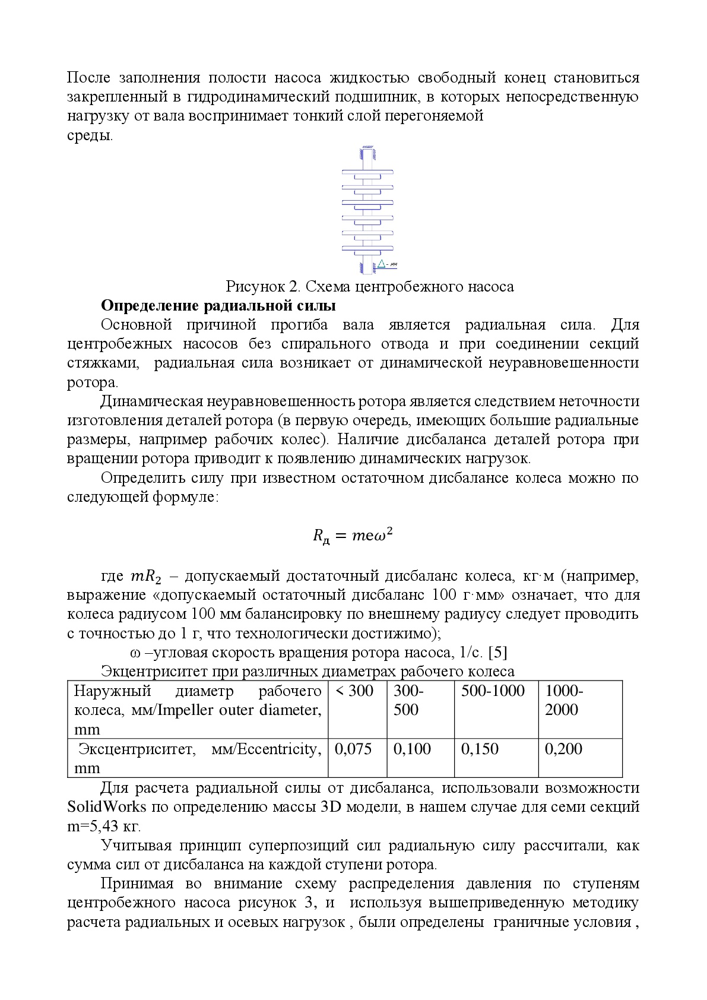 После заполнения полости насоса жидкостью свободный конец становиться
закрепленный в гидродинамический подшипник, в которых непосредственную
нагрузку от вала воспринимает тонкий слой перегоняемой
среды.
Δ - мм
Рисунок 2. Схема центробежного насоса
Определение радиальной силы
Основной причиной прогиба вала является радиальная сила. Для
центробежных насосов без спирального отвода и при соединении секций
стяжками, радиальная сила возникает от динамической неуравновешенности
ротора.
Динамическая неуравновешенность ротора является следствием неточности
изготовления деталей ротора (в первую очередь, имеющих большие радиальные
размеры, например рабочих колес). Наличие дисбаланса деталей ротора при
вращении ротора приводит к появлению динамических нагрузок.
Определить силу при известном остаточном дисбалансе колеса можно по
следующей формуле:
𝑅д = 𝑚e𝜔²
где 𝑚𝑅₂ – допускаемый достаточный дисбаланс колеса, кг·м (например,
выражение «допускаемый остаточный дисбаланс 100 г·мм» означает, что для
колеса радиусом 100 мм балансировку по внешнему радиусу следует проводить
с точностью до 1 г, что технологически достижимо);
ω –угловая скорость вращения ротора насоса, 1/с. [5]
Экцентриситет при различных диаметрах рабочего колеса
Наружный диаметр рабочего < 300 300- 500-1000 1000-
колеса, мм/Impeller outer diameter, 500 2000
mm
Эксцентриситет, мм/Eccentricity, 0,075 0,100 0,150 0,200
mm
Для расчета радиальной силы от дисбаланса, использовали возможности
SolidWorks по определению массы 3D модели, в нашем случае для семи секций
m=5,43 кг.
Учитывая принцип суперпозиций сил радиальную силу рассчитали, как
сумма сил от дисбаланса на каждой ступени ротора.
Принимая во внимание схему распределения давления по ступеням
центробежного насоса рисунок 3, и используя вышеприведенную методику
расчета радиальных и осевых нагрузок , были определены граничные условия ,